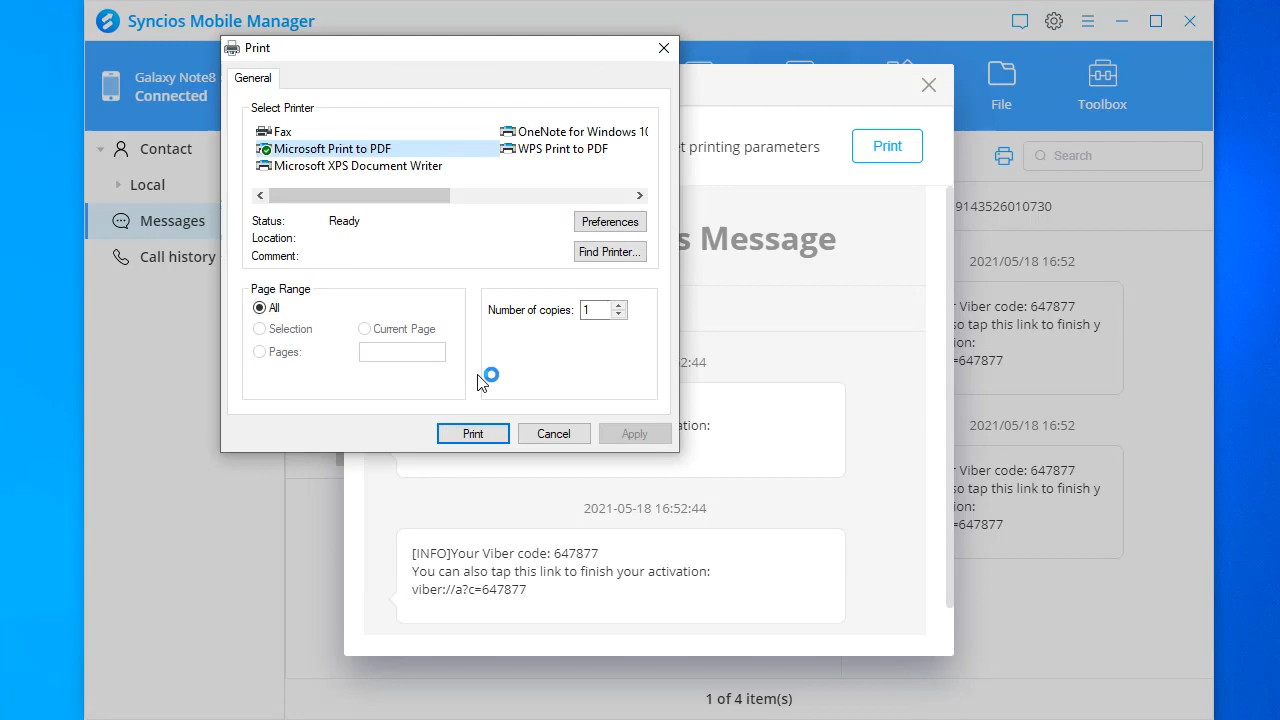 Syncios Mobile Manager
Galaxy Note8
Connected
File
Toolbox
Contact
Local
Messages
Call history
Print
General
Select Printer
Fax
OneNote for Windows 10
Microsoft Print to PDF
WPS Print to PDF
Microsoft XPS Document Writer
Status: Ready
Location:
Comment:
Preferences
Find Printer...
Page Range
All
Selection
Current Page
Pages:
Number of copies: 1
Print
Cancel
Apply
printing parameters
Print
Message
52:44
ation:
2021-05-18 16:52:44
[INFO]Your Viber code: 647877
You can also tap this link to finish your activation:
viber://a?c=647877
Search
9143526010730
2021/05/18 16:52
Viber code: 647877
so tap this link to finish y
ion:
=647877
2021/05/18 16:52
Viber code: 647877
so tap this link to finish y
ion:
=647877
1 of 4 item(s)